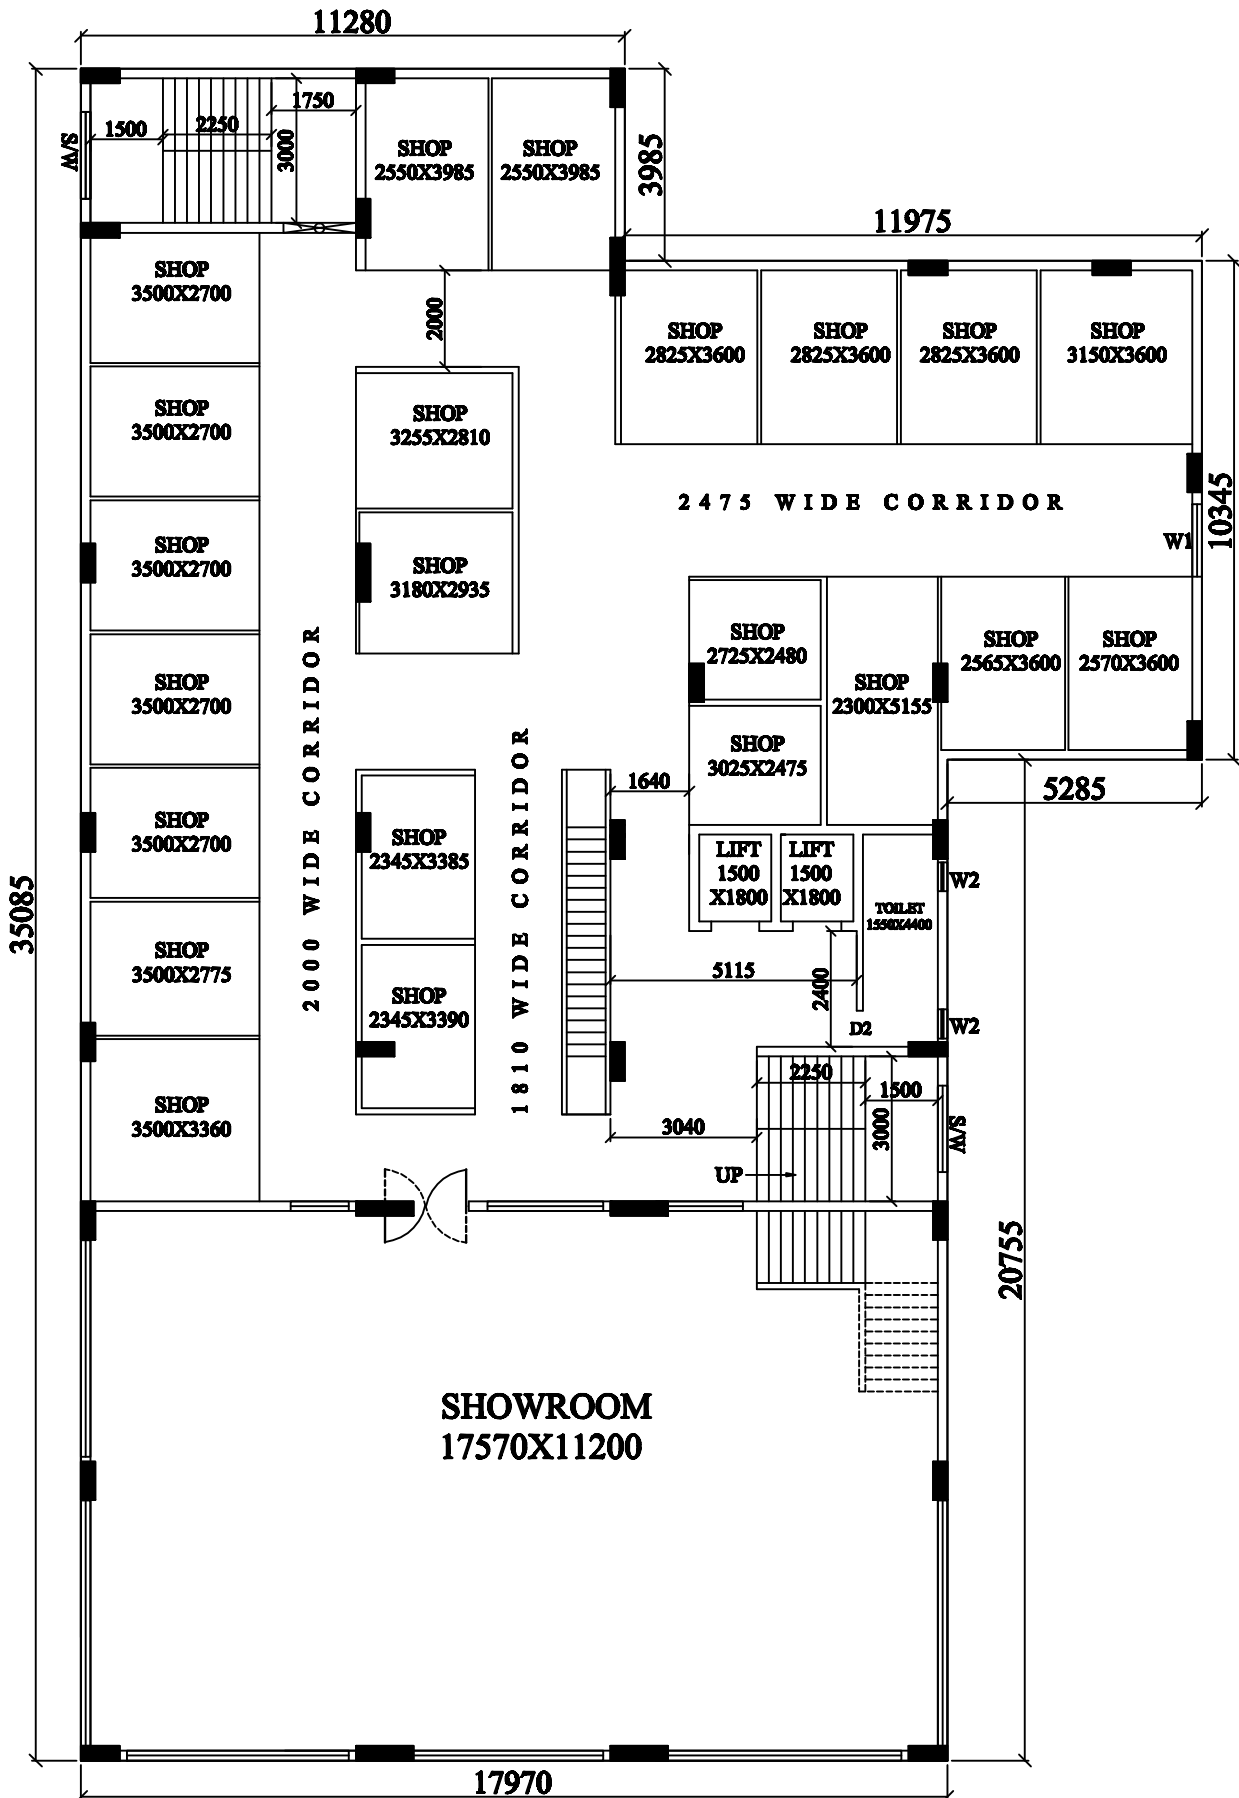 11280
1750
1500
2250
3000
W/S
SHOP
2550X3985
SHOP
2550X3985
3985
11975
SHOP
3500X2700
2000
SHOP
2825X3600
SHOP
2825X3600
SHOP
2825X3600
SHOP
3150X3600
SHOP
3500X2700
SHOP
3255X2810
2475 WIDE CORRIDOR
10345
W1
SHOP
3500X2700
SHOP
3180X2935
SHOP
2725X2480
SHOP
2565X3600
SHOP
2570X3600
SHOP
3500X2700
SHOP
2300X5155
2000 WIDE CORRIDOR
1810 WIDE CORRIDOR
SHOP
3025X2475
1640
5285
SHOP
3500X2700
SHOP
2345X3385
LIFT
1500
X1800
LIFT
1500
X1800
W2
TOILET
1550X4400
35085
SHOP
3500X2775
5115
2400
SHOP
2345X3390
D2
W2
2250
1500
SHOP
3500X3360
3040
3000
W/S
UP
20755
SHOWROOM
17570X11200
17970